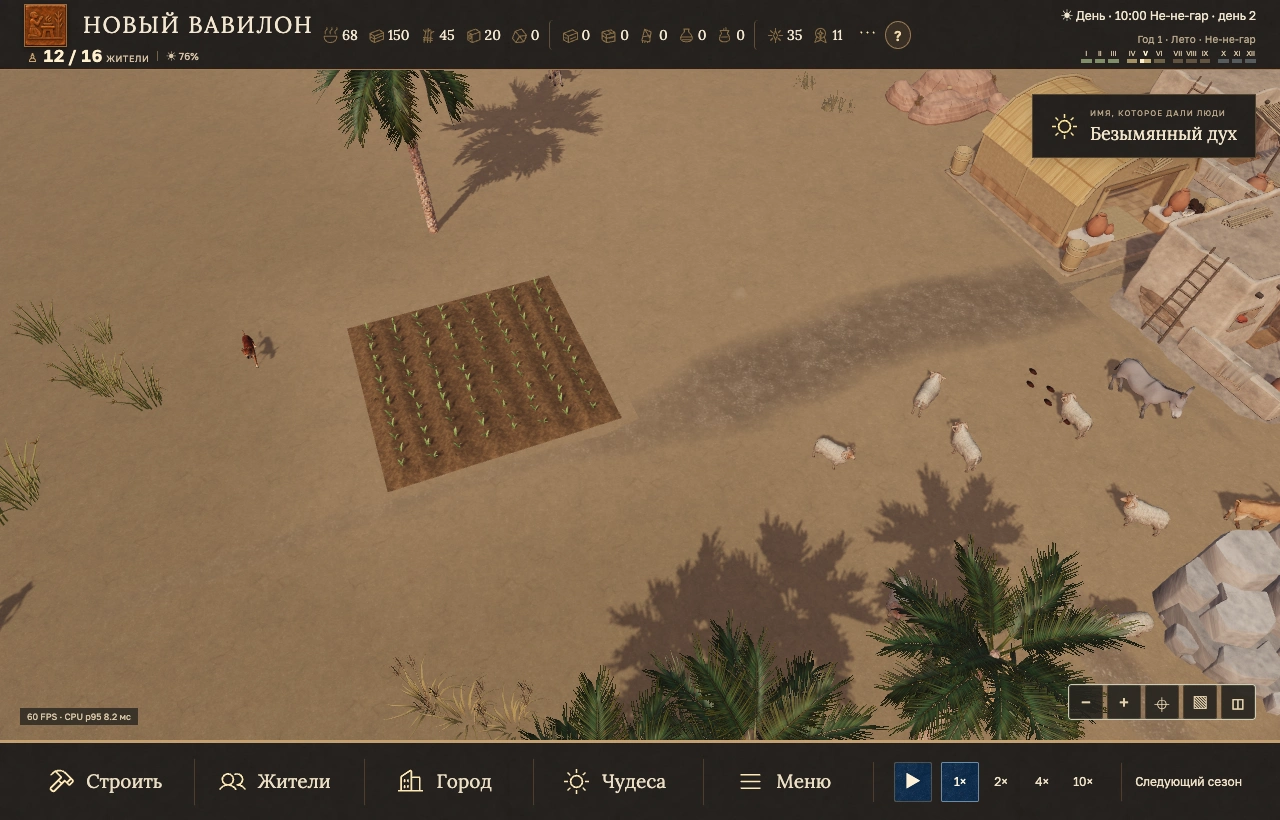 НОВЫЙ ВАВИЛОН
68 150 45 20 0 0 0 0 0 0 35 11 ··· ?
12 / 16 ЖИТЕЛИ 76%
День · 10:00 Не-не-гар · день 2
Год 1 · Лето · Не-не-гар
I II III IV V VI VII VIII IX X XI XII
ИМЯ, КОТОРОЕ ДАЛИ ЛЮДИ
Безымянный дух
60 FPS · CPU p95 8.2 мс
− +
Строить Жители Город Чудеса Меню 1× 2× 4× 10× Следующий сезон